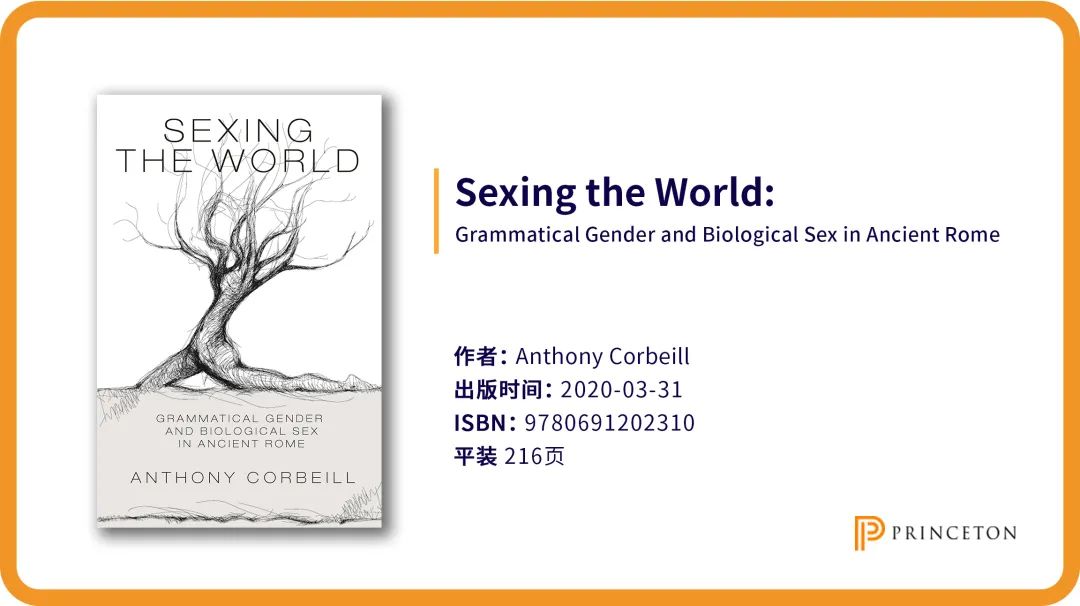 SEXING
THE WORLD
GRAMMATICAL GENDER
AND BIOLOGICAL SEX
IN ANCIENT ROME
ANTHONY CORBEILL
Sexing the World:
Grammatical Gender and Biological Sex in Ancient Rome
作者：Anthony Corbeill
出版时间：2020-03-31
ISBN：9780691202310
平装 216页
PRINCETON